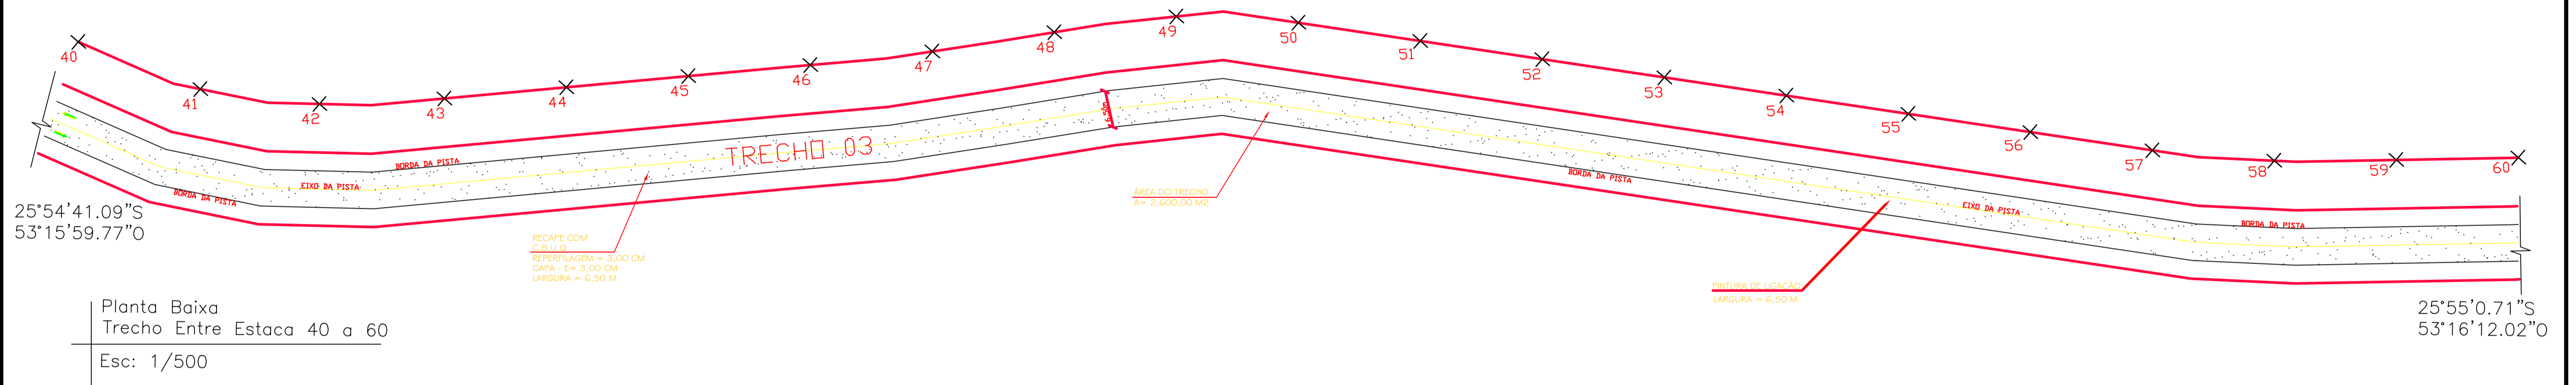 40
41
42
43
44
45
46
47
48
49
50
51
52
53
54
55
56
57
58
59
60
BORDA DA PISTA
EIXO DA PISTA
BORDA DA PISTA
TRECHO 03
6,50m
BORDA DA PISTA
EIXO DA PISTA
BORDA DA PISTA
25°54'41.09"S
53°15'59.77"O
RECAPE COM
C.B.U.Q
REPERFILAGEM = 3,00 CM
CAPA - E= 3,00 CM
LARGURA = 6,50 M
ÁREA DO TRECHO
A= 2.600,00 M2
PINTURA DE LIGAÇÃO
LARGURA = 6,50 M
25°55'0.71"S
53°16'12.02"O
Planta Baixa
Trecho Entre Estaca 40 a 60
Esc: 1/500